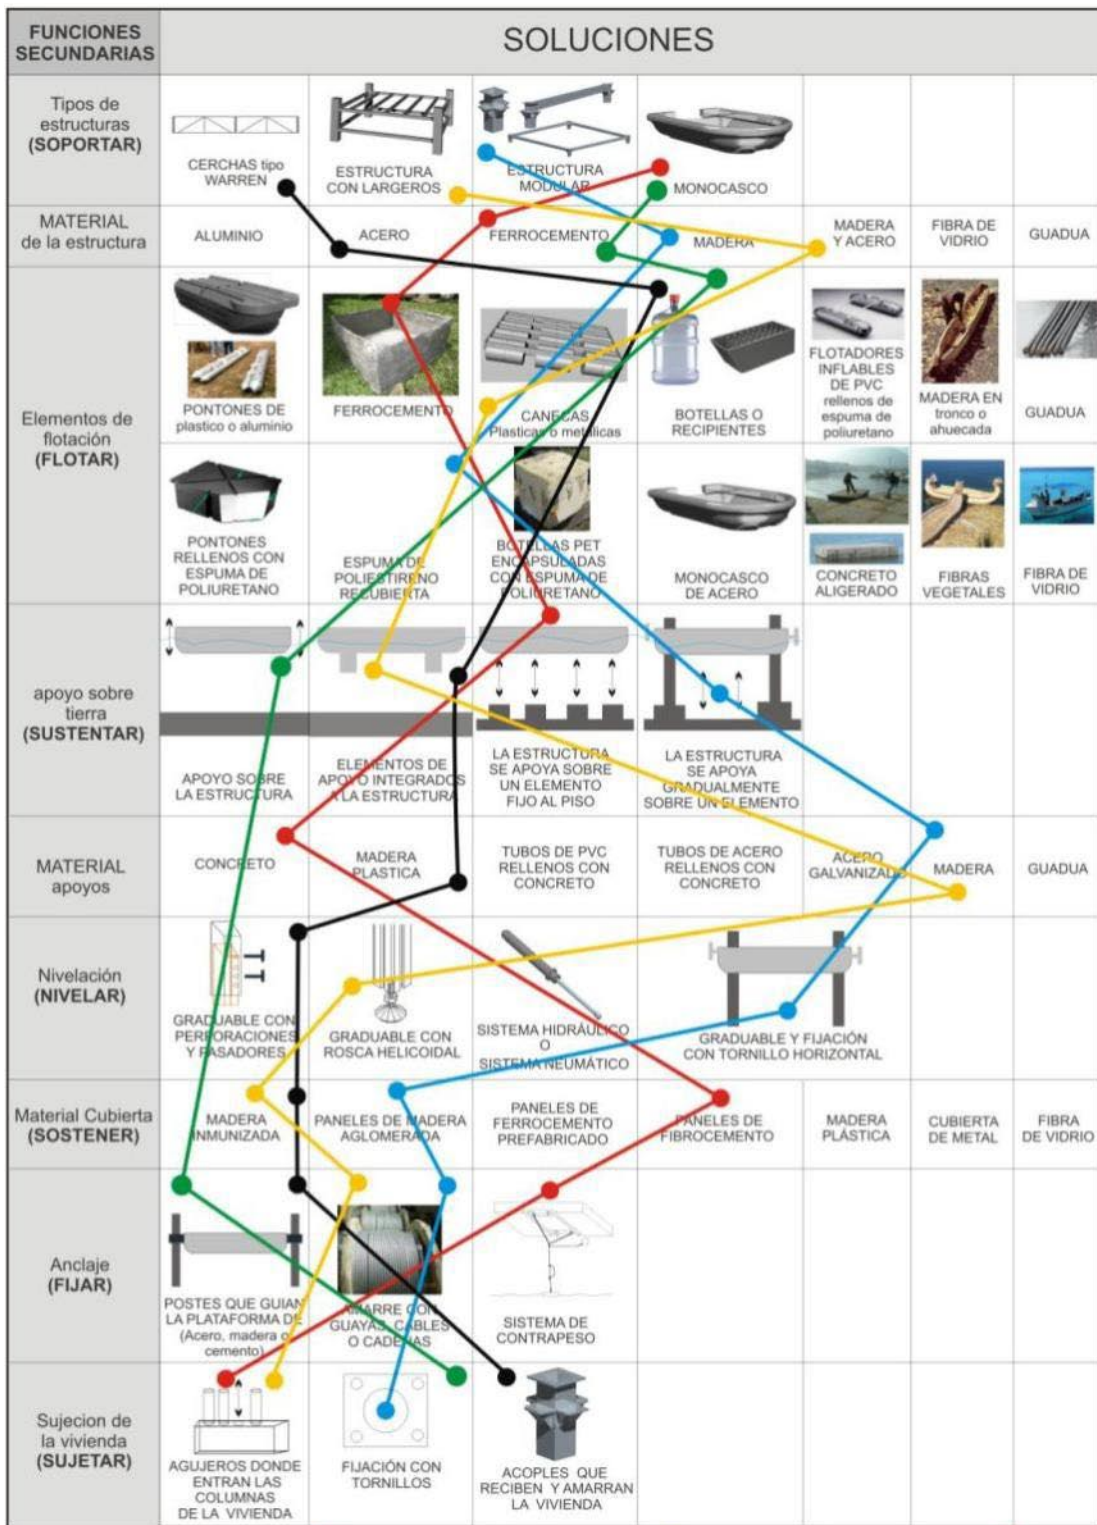 FUNCIONES
SECUNDARIAS
SOLUCIONES
Tipos de
estructuras
(SOPORTAR)
CERCHAS tipo
WARREN
ESTRUCTURA
CON LARGEROS
ESTRUCTURA
MODULAR
MONOCASCO
MATERIAL
de la estructura
ALUMINIO
ACERO
FERROCEMENTO
MADERA
MADERA
Y ACERO
FIBRA DE
VIDRIO
GUADUA
Elementos de
flotación
(FLOTAR)
PONTONES DE
plastico o aluminio
FERROCEMENTO
CANECAS
Plasticas o metálicas
BOTELLAS O
RECIPIENTES
FLOTADORES
INFLABLES
DE PVC
rellenos de
espuma de
poliuretano
MADERA EN
tronco o
ahuecada
GUADUA
PONTONES
RELLENOS CON
ESPUMA DE
POLIURETANO
ESPUMA DE
POLIESTIRENO
RECUBIERTA
BOTELLAS PET
ENCAPSULADAS
CON ESPUMA DE
POLIURETANO
MONOCASCO
DE ACERO
CONCRETO
ALIGERADO
FIBRAS
VEGETALES
FIBRA DE
VIDRIO
apoyo sobre
tierra
(SUSTENTAR)
APOYO SOBRE
LA ESTRUCTURA
ELEMENTOS DE
APOYO INTEGRADOS
A LA ESTRUCTURA
LA ESTRUCTURA
SE APOYA SOBRE
UN ELEMENTO
FIJO AL PISO
LA ESTRUCTURA
SE APOYA
GRADUALMENTE
SOBRE UN ELEMENTO
MATERIAL
apoyos
CONCRETO
MADERA
PLASTICA
TUBOS DE PVC
RELLENOS CON
CONCRETO
TUBOS DE ACERO
RELLENOS CON
CONCRETO
ACERO
GALVANIZADO
MADERA
GUADUA
Nivelación
(NIVELAR)
GRADUABLE CON
PERFORACIONES
Y PASADORES
GRADUABLE CON
ROSCA HELICOIDAL
SISTEMA HIDRÁULICO
O
SISTEMA NEUMÁTICO
GRADUABLE Y FIJACIÓN
CON TORNILLO HORIZONTAL
Material Cubierta
(SOSTENER)
MADERA
INMUNIZADA
PANELES DE MADERA
AGLOMERADA
PANELES DE
FERROCEMENTO
PREFABRICADO
PANELES DE
FIBROCEMENTO
MADERA
PLÁSTICA
CUBIERTA
DE METAL
FIBRA
DE VIDRIO
Anclaje
(FIJAR)
POSTES QUE GUIAN
LA PLATAFORMA DE
(Acero, madera o
cemento)
AMARRE CON
GUAYAS, CABLES
O CADENAS
SISTEMA DE
CONTRAPESO
Sujecion de
la vivienda
(SUJETAR)
AGUJEROS DONDE
ENTRAN LAS
COLUMNAS
DE LA VIVIENDA
FIJACIÓN CON
TORNILLOS
ACOPLES QUE
RECIBEN Y AMARRAN
LA VIVIENDA